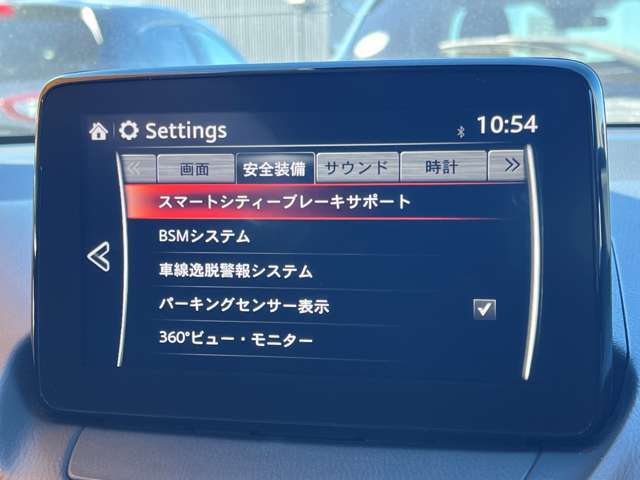 Settings 10:54
画面 安全装備 サウンド 時計
スマートシティーブレーキサポート
BSMシステム
車線逸脱警報システム
パーキングセンサー表示
360°ビュー・モニター